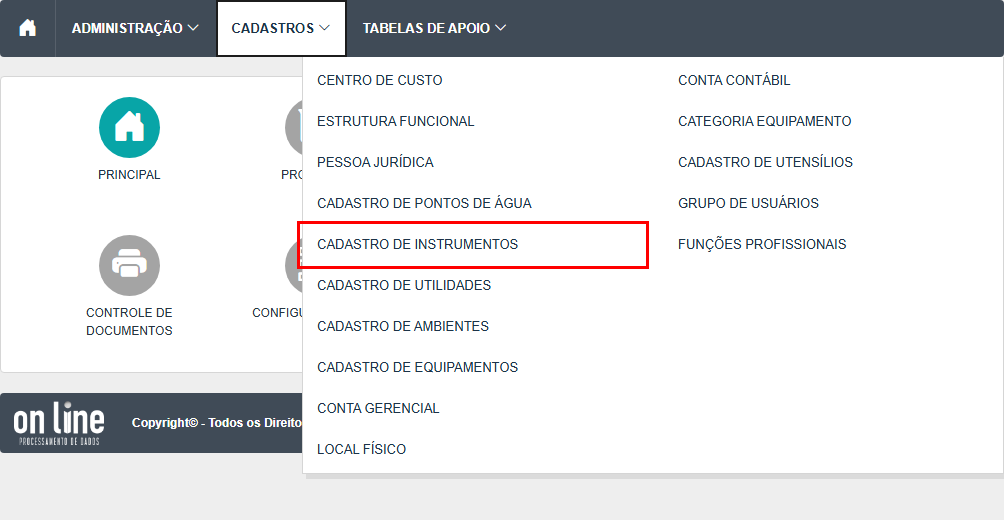 ADMINISTRAÇÃO
CADASTROS
TABELAS DE APOIO
CENTRO DE CUSTO
CONTA CONTÁBIL
ESTRUTURA FUNCIONAL
CATEGORIA EQUIPAMENTO
PESSOA JURÍDICA
CADASTRO DE UTENSÍLIOS
CADASTRO DE PONTOS DE ÁGUA
GRUPO DE USUÁRIOS
CADASTRO DE INSTRUMENTOS
FUNÇÕES PROFISSIONAIS
CADASTRO DE UTILIDADES
CADASTRO DE AMBIENTES
CADASTRO DE EQUIPAMENTOS
CONTA GERENCIAL
LOCAL FÍSICO
PRINCIPAL
PRO
CONTROLE DE
DOCUMENTOS
CONFIGU
on line
PROCESSAMENTO DE DADOS
Copyright© - Todos os Direito